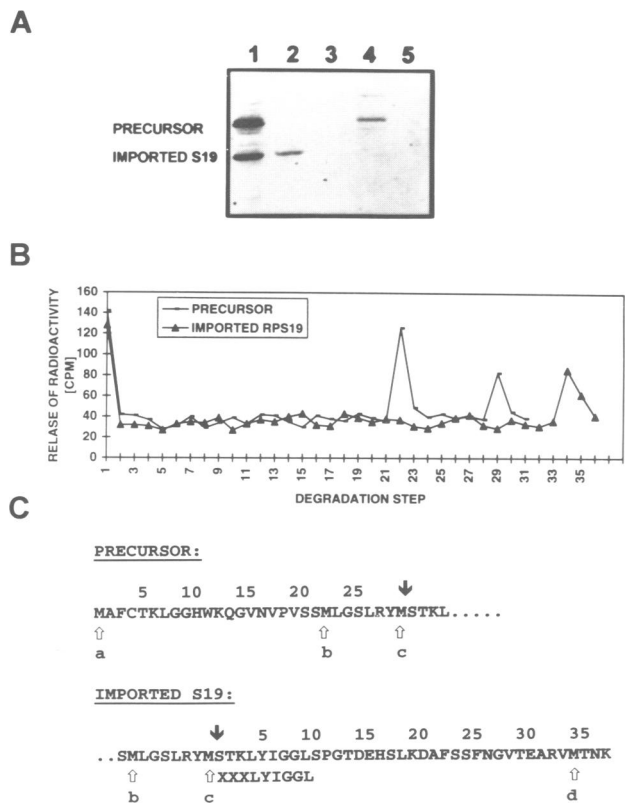 A
1 2 3 4 5
PRECURSOR
IMPORTED S19
B
RELASE OF RADIOACTIVITY
[CPM]
160
140
120
100
80
60
40
20
0
PRECURSOR
IMPORTED RPS19
1 3 5 7 9 11 13 15 17 19 21 23 25 27 29 31 33 35
DEGRADATION STEP
C
PRECURSOR:
5 10 15 20 25
MAFCTKLGGHWKQGVNVPVSSMLGSLRYMSTKL.....
a b c
IMPORTED S19:
5 10 15 20 25 30 35
..SMLGSLRYMSTKLYIGGLSPGTDEHSLKDAFSSFNGVTEARVMTNK
XXXLYIGGL
b c d